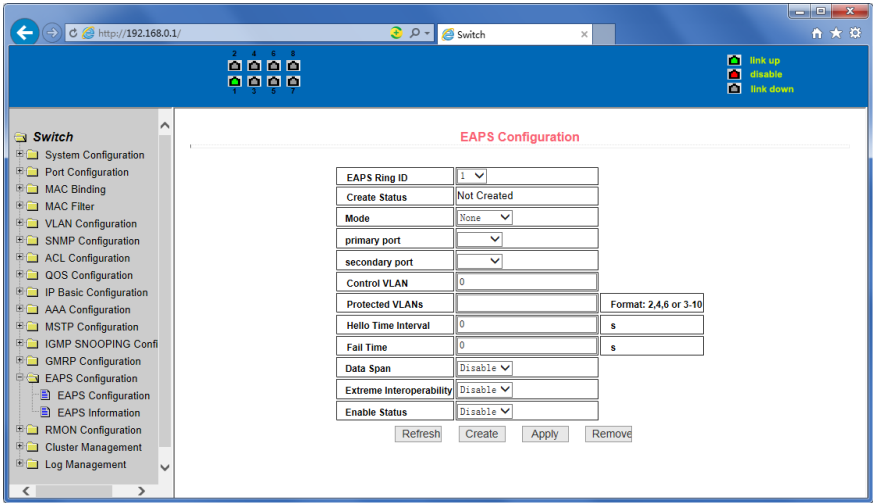 http://192.168.0.1/
Switch
2 4 6 8
1 3 5 7
link up
disable
link down
Switch
System Configuration
Port Configuration
MAC Binding
MAC Filter
VLAN Configuration
SNMP Configuration
ACL Configuration
QOS Configuration
IP Basic Configuration
AAA Configuration
MSTP Configuration
IGMP SNOOPING Confi
GMRP Configuration
EAPS Configuration
EAPS Configuration
EAPS Information
RMON Configuration
Cluster Management
Log Management
EAPS Configuration
EAPS Ring ID 1
Create Status Not Created
Mode None
primary port
secondary port
Control VLAN 0
Protected VLANs Format: 2,4,6 or 3-10
Hello Time Interval 0 s
Fail Time 0 s
Data Span Disable
Extreme Interoperability Disable
Enable Status Disable
Refresh Create Apply Remove